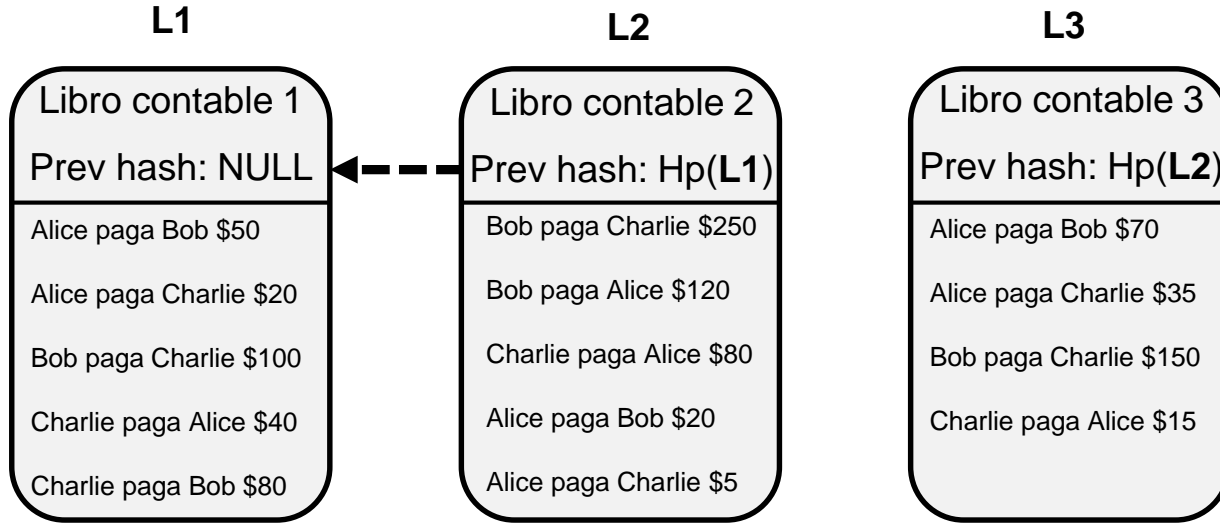 L1
Libro contable 1
Prev hash: NULL
Alice paga Bob $50
Alice paga Charlie $20
Bob paga Charlie $100
Charlie paga Alice $40
Charlie paga Bob $80
L2
Libro contable 2
Prev hash: Hp(L1)
Bob paga Charlie $250
Bob paga Alice $120
Charlie paga Alice $80
Alice paga Bob $20
Alice paga Charlie $5
L3
Libro contable 3
Prev hash: Hp(L2)
Alice paga Bob $70
Alice paga Charlie $35
Bob paga Charlie $150
Charlie paga Alice $15